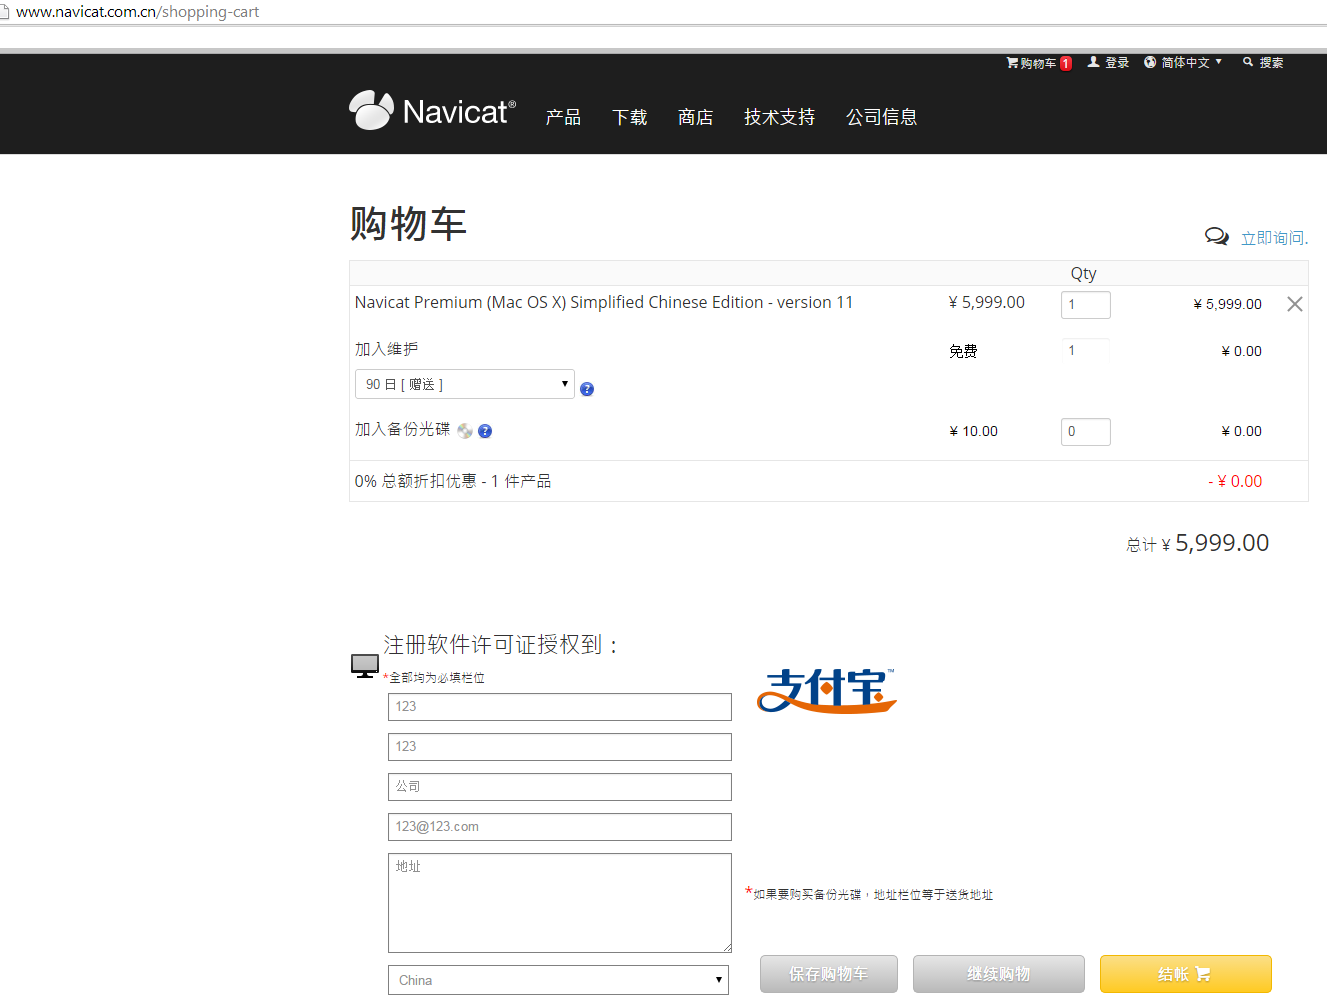 www.navicat.com.cn/shopping-cart
购物车 1 登录 简体中文 ▼ 搜索
Navicat® 产品 下载 商店 技术支持 公司信息
购物车
立即询问.
Qty
Navicat Premium (Mac OS X) Simplified Chinese Edition - version 11 ¥ 5,999.00 1 ¥ 5,999.00
加入维护 免费 1 ¥ 0.00
90 日 [ 赠送 ]
加入备份光碟 ¥ 10.00 0 ¥ 0.00
0% 总额折扣优惠 - 1 件产品 - ¥ 0.00
总计 ¥ 5,999.00
注册软件许可证授权到：
*全部均为必填栏位
支付宝™
123
123
公司
123@123.com
地址
*如果要购买备份光碟，地址栏位等于送货地址
China
保存购物车 继续购物 结帐